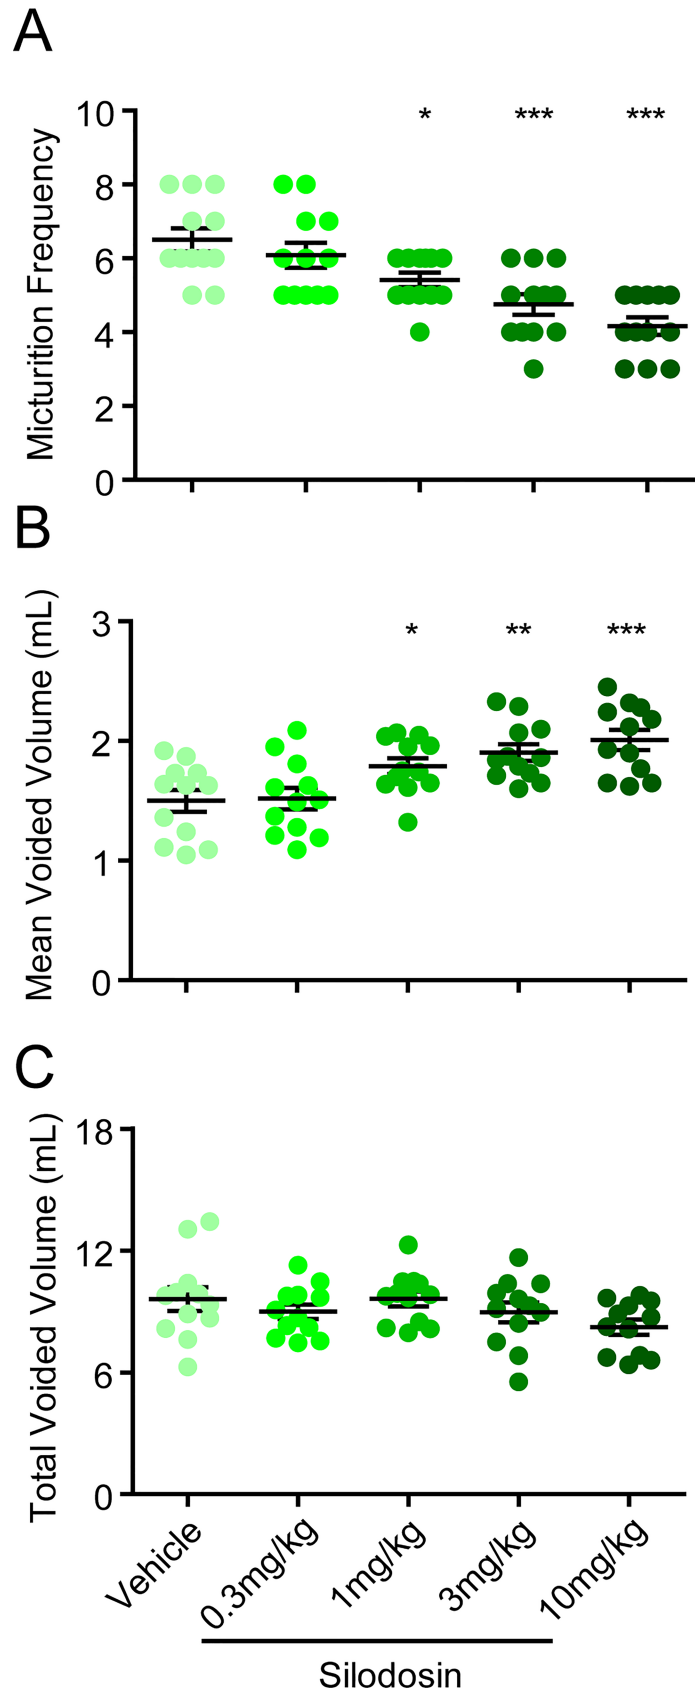 A
Micturition Frequency
10
8
6
4
2
0
* *** ***
B
Mean Voided Volume (mL)
3
2
1
0
* ** ***
C
Total Voided Volume (mL)
18
12
6
0
Vehicle
0.3mg/kg
1mg/kg
3mg/kg
10mg/kg
Silodosin